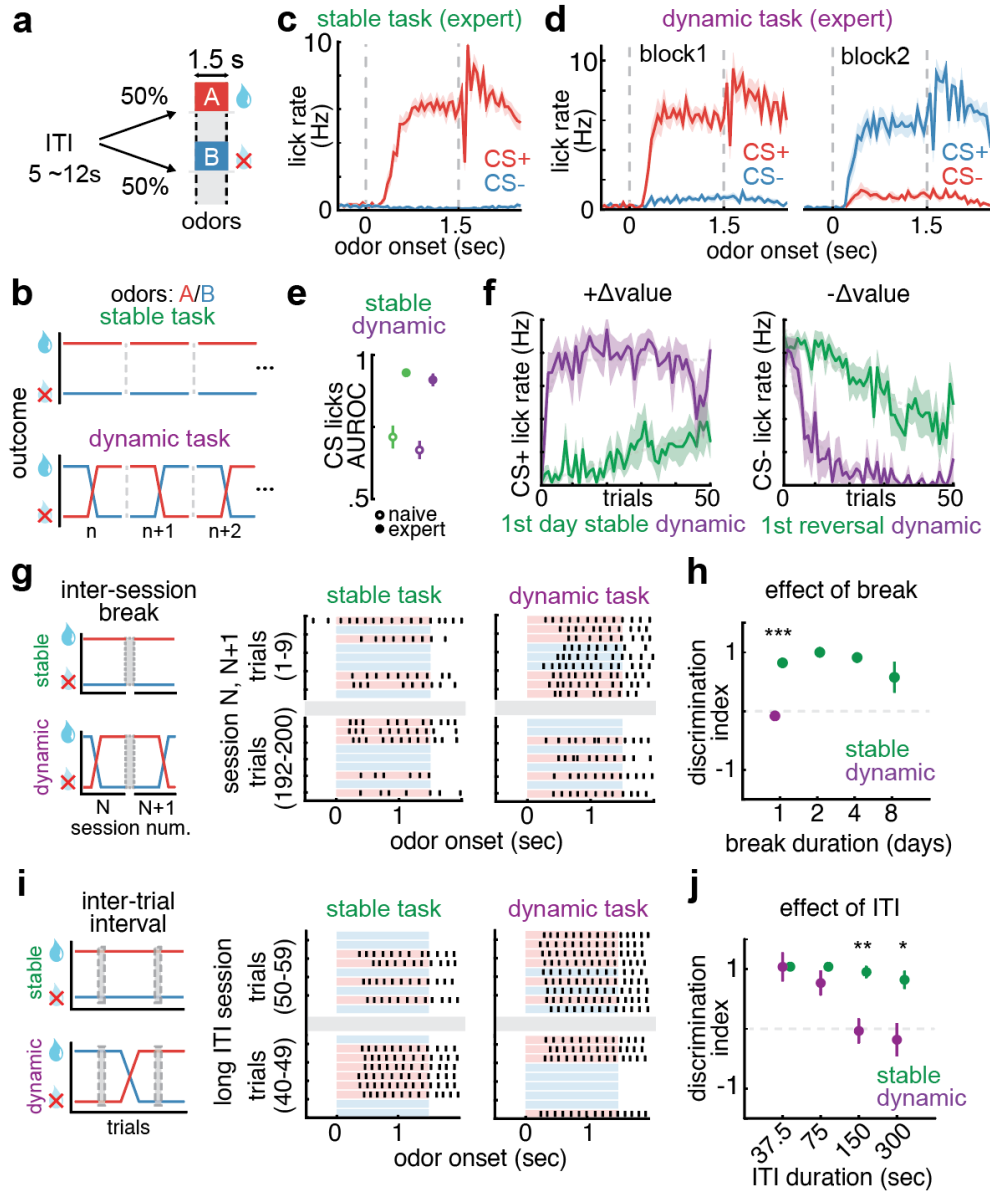 a
1.5 s
50%
A
ITI
5 ~12s
B
50%
odors
c
stable task (expert)
10
lick rate
(Hz)
CS+
CS-
0
0
1.5
odor onset (sec)
d
dynamic task (expert)
10
block1
block2
lick rate
(Hz)
CS+
CS-
CS+
CS-
0
0
1.5
0
1.5
odor onset (sec)
b
odors: A/B
stable task
...
outcome
dynamic task
...
n
n+1
n+2
e
stable
dynamic
1
CS licks
AUROC
.5
naive
expert
f
+Δvalue
-Δvalue
CS+ lick rate (Hz)
CS- lick rate (Hz)
0
trials
50
0
trials
50
1st day stable dynamic
1st reversal dynamic
g
inter-session
break
stable
dynamic
N
N+1
session num.
stable task
dynamic task
session N, N+1
trials
(1-9)
trials
(192-200)
0
1
0
1
odor onset (sec)
h
effect of break
***
1
discrimination
index
-1
stable
dynamic
1
2
4
8
break duration (days)
i
inter-trial
interval
stable
dynamic
trials
stable task
dynamic task
long ITI session
trials
(50-59)
trials
(40-49)
0
1
0
1
odor onset (sec)
j
effect of ITI
**
*
1
discrimination
index
-1
stable
dynamic
37.5
75
150
300
ITI duration (sec)